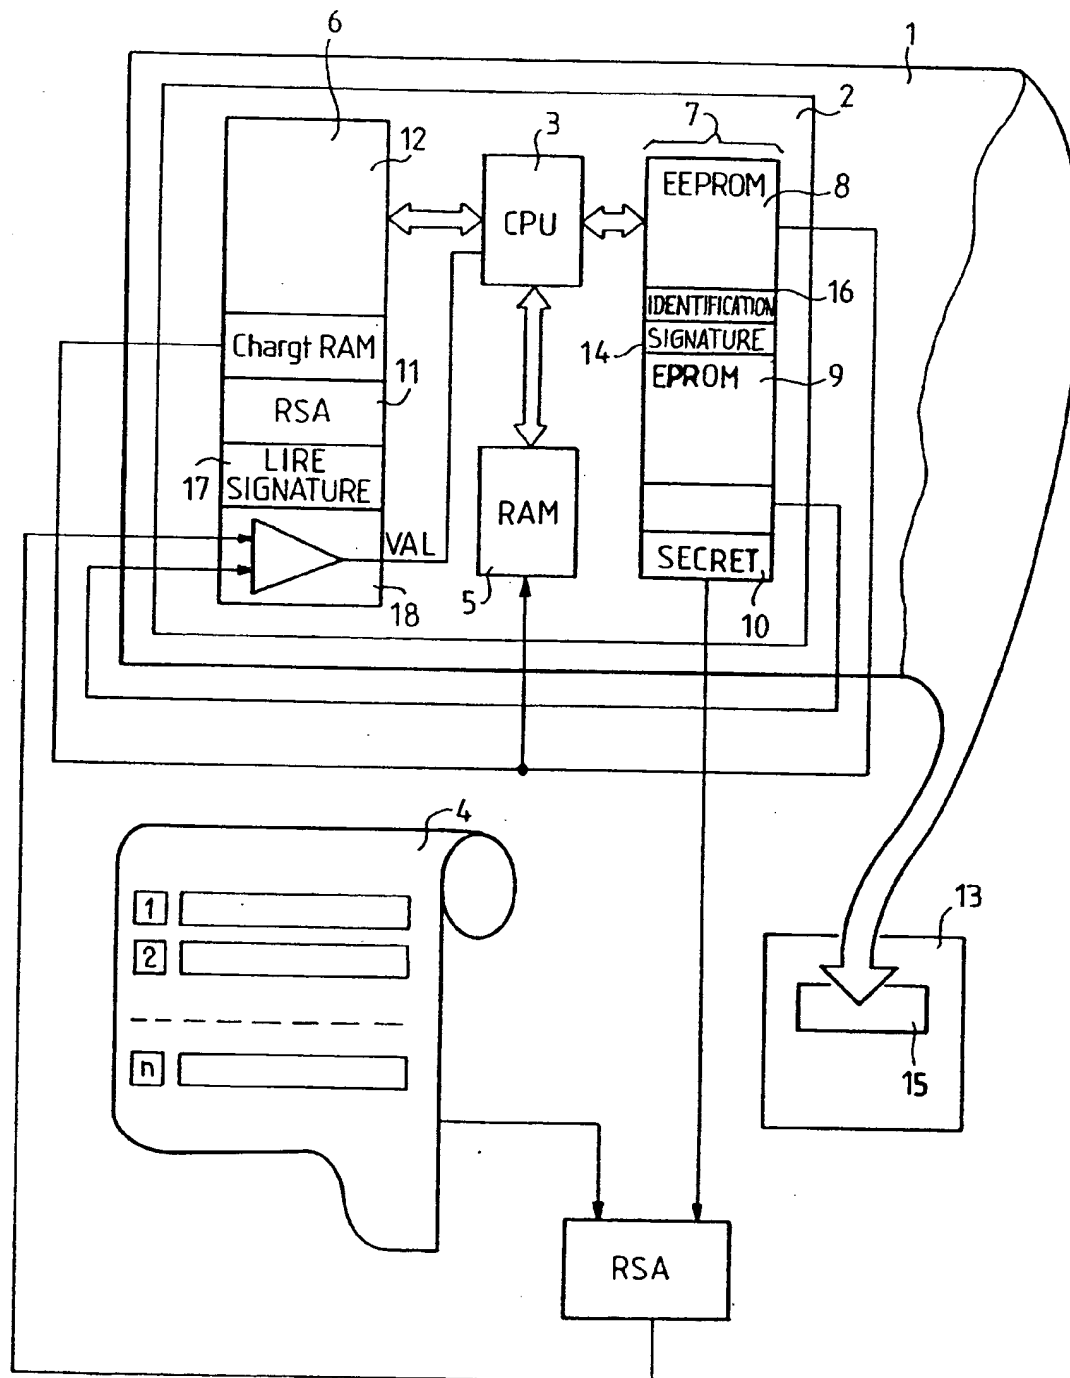 6
1
2
7
3
12
EEPROM
8
CPU
IDENTIFICATION
16
SIGNATURE
14
Chargt RAM
EPROM
9
11
RSA
LIRE
17
SIGNATURE
RAM
VAL
SECRET
5
18
10
4
1
2
n
13
15
RSA